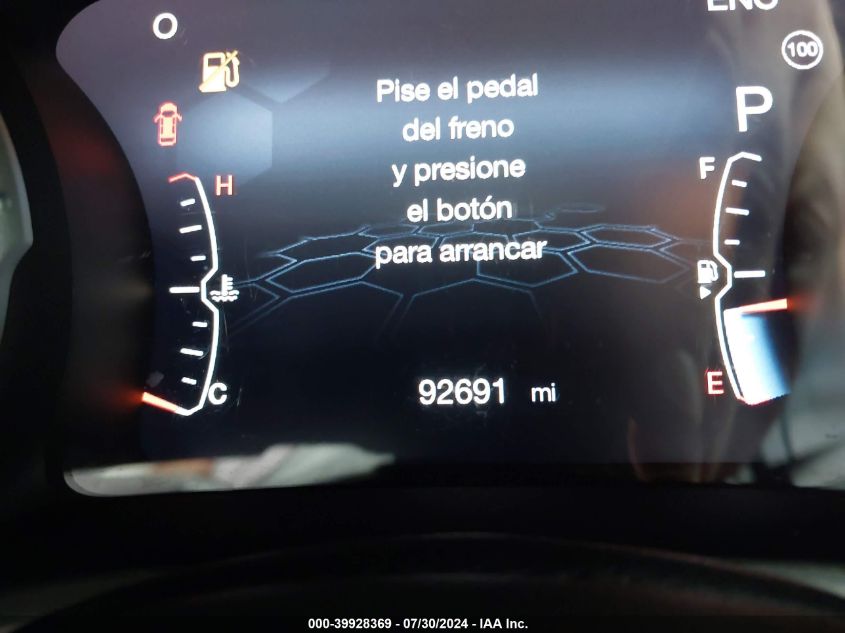 O
ENG
100
Pise el pedal
del freno
y presione
el botón
para arrancar
P
H
F
C
E
92691 mi
000-39928369 - 07/30/2024 - IAA Inc.